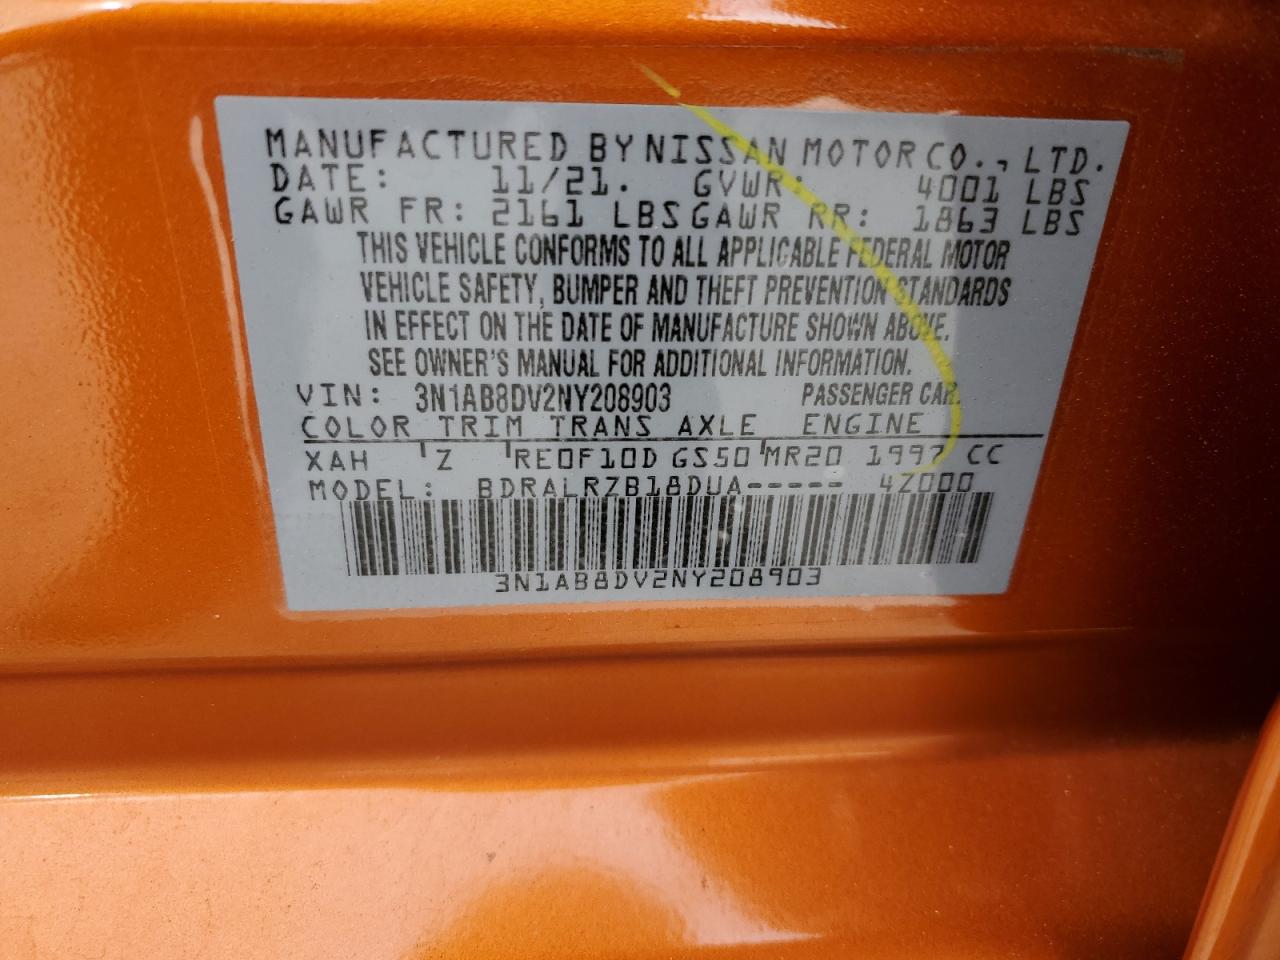 MANUFACTURED BY NISSAN MOTOR CO., LTD.
DATE: 11/21. GVWR: 4001 LBS
GAWR FR: 2161 LBS GAWR RR: 1863 LBS
THIS VEHICLE CONFORMS TO ALL APPLICABLE FEDERAL MOTOR
VEHICLE SAFETY, BUMPER AND THEFT PREVENTION STANDARDS
IN EFFECT ON THE DATE OF MANUFACTURE SHOWN ABOVE.
SEE OWNER'S MANUAL FOR ADDITIONAL INFORMATION.
VIN: 3N1AB8DV2NY208903 PASSENGER CAR.
COLOR TRIM TRANS AXLE ENGINE
XAH Z RE0F10D GS50 MR20 1997 CC
MODEL: BDRALRZB18DUA----- 4Z000
3N1AB8DV2NY208903